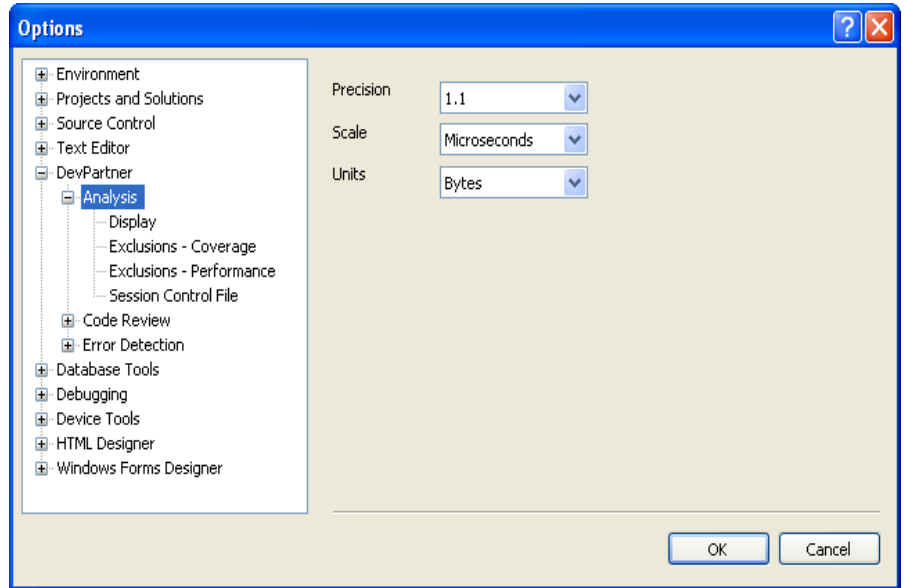 Options
Environment
Projects and Solutions
Source Control
Text Editor
DevPartner
Analysis
Display
Exclusions - Coverage
Exclusions - Performance
Session Control File
Code Review
Error Detection
Database Tools
Debugging
Device Tools
HTML Designer
Windows Forms Designer
Precision
1.1
Scale
Microseconds
Units
Bytes
OK
Cancel